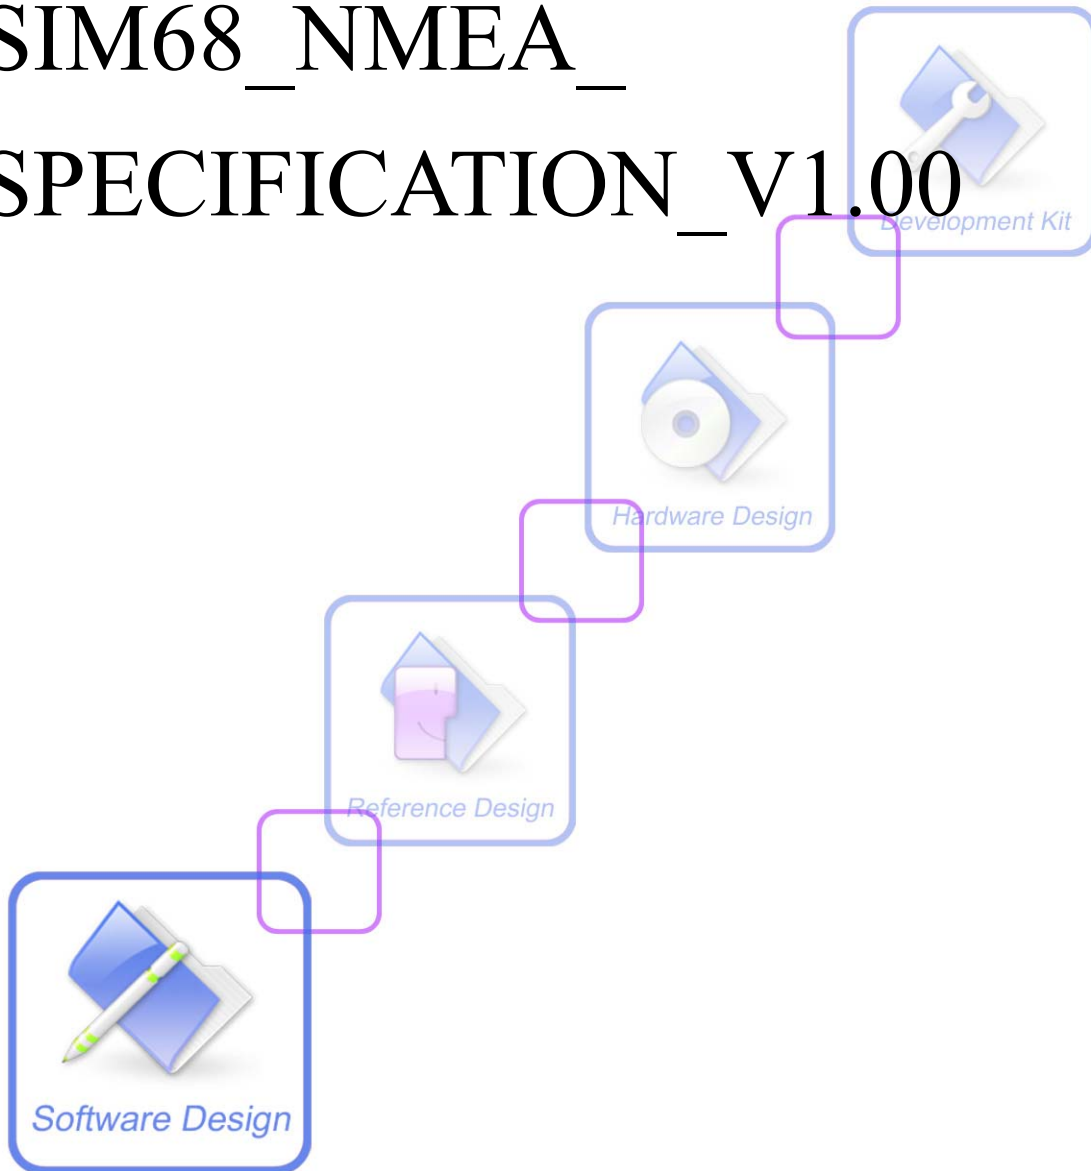 SIM68_NMEA_
SPECIFICATION_V1.00
Development Kit
Hardware Design
Reference Design
Software Design